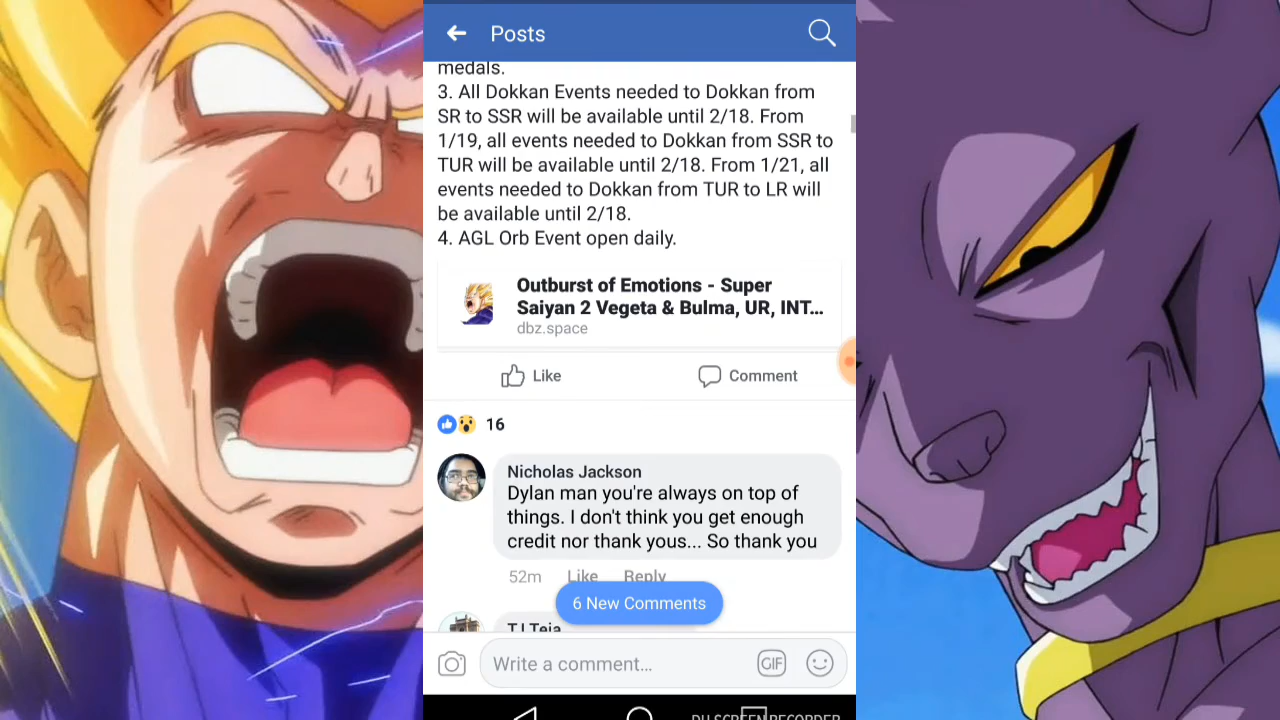 Posts
medals.
3. All Dokkan Events needed to Dokkan from
SR to SSR will be available until 2/18. From
1/19, all events needed to Dokkan from SSR to
TUR will be available until 2/18. From 1/21, all
events needed to Dokkan from TUR to LR will
be available until 2/18.
4. AGL Orb Event open daily.
Outburst of Emotions - Super
Saiyan 2 Vegeta & Bulma, UR, INT...
dbz.space
Like Comment
16
Nicholas Jackson
Dylan man you're always on top of
things. I don't think you get enough
credit nor thank yous... So thank you
52m Like Reply
6 New Comments
Write a comment...
GIF
DU SCREEN RECORDER